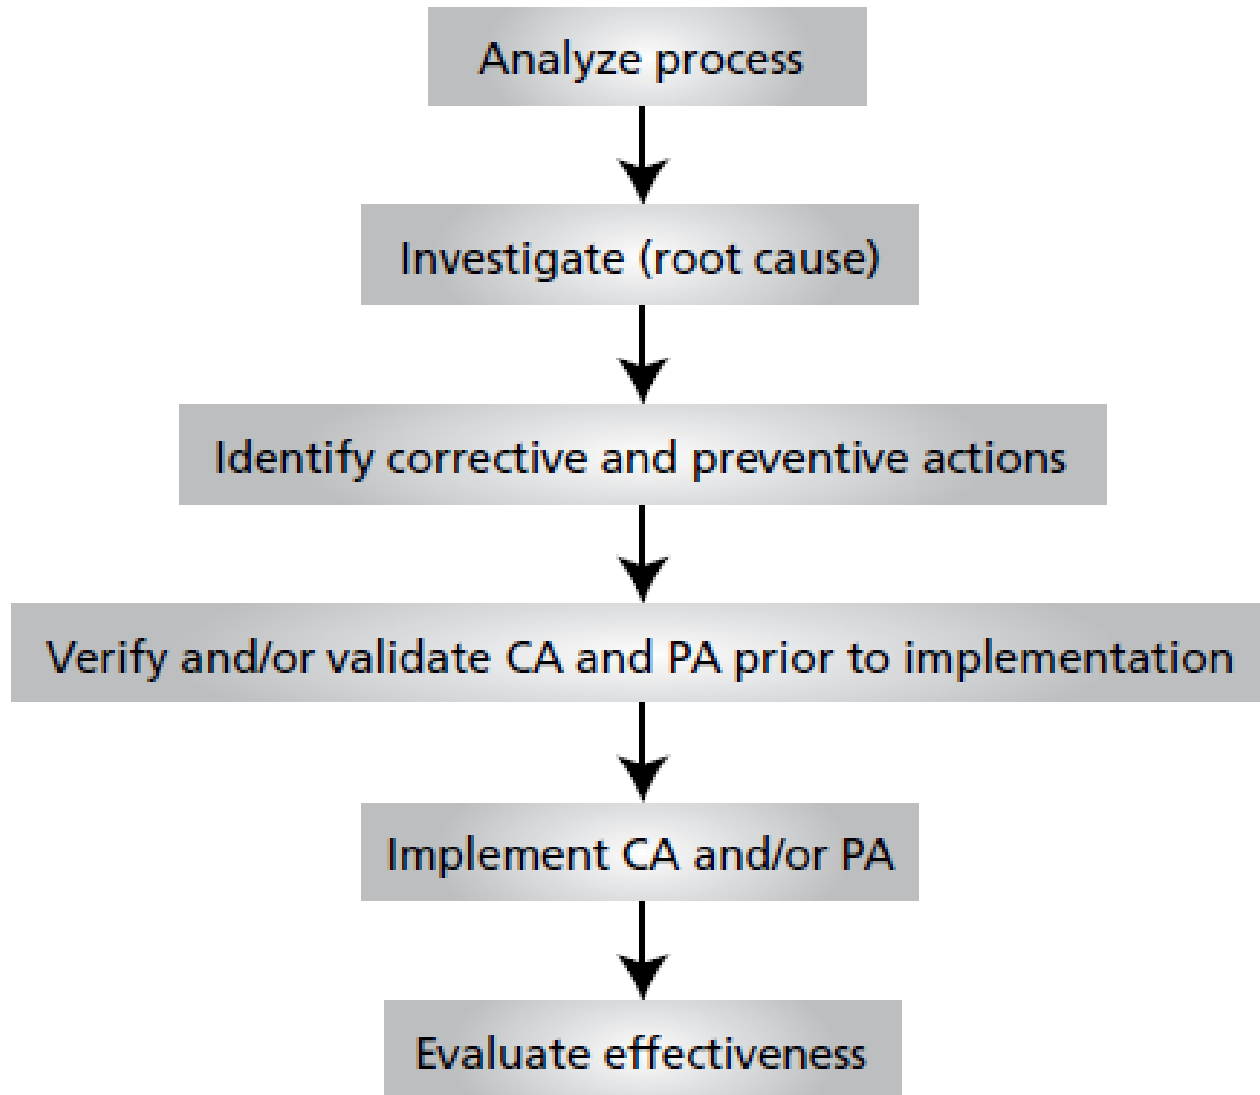 Analyze process
Investigate (root cause)
Identify corrective and preventive actions
Verify and/or validate CA and PA prior to implementation
Implement CA and/or PA
Evaluate effectiveness